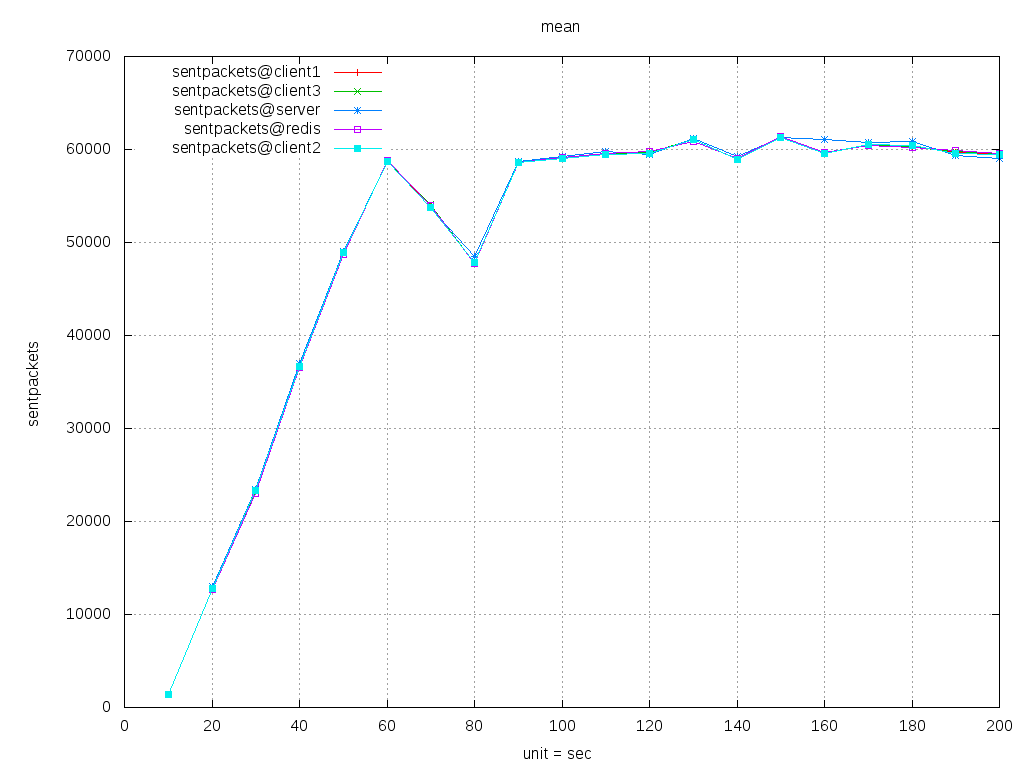 mean
70000
60000
50000
40000
30000
20000
10000
0
sentpackets
sentpackets@client1
sentpackets@client3
sentpackets@server
sentpackets@redis
sentpackets@client2
0 20 40 60 80 100 120 140 160 180 200
unit = sec